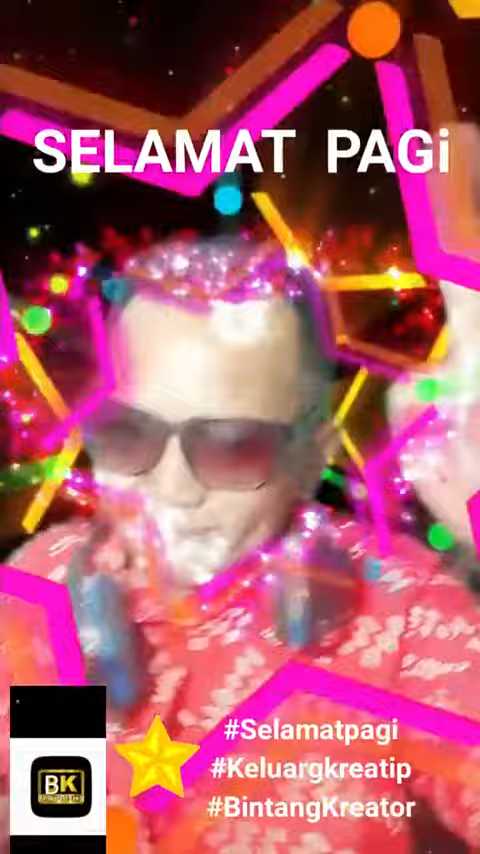 SELAMAT PAGi
#Selamatpagi
#Keluargkreatip
#BintangKreator
BK